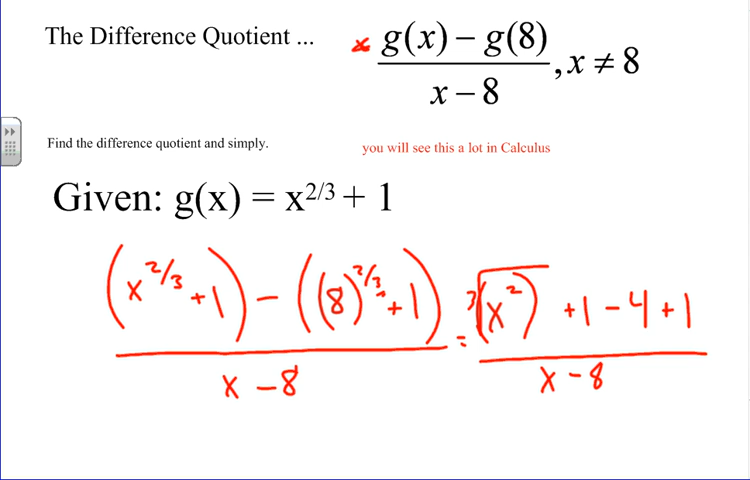 The Difference Quotient ... * g(x) − g(8) / x − 8 , x ≠ 8
Find the difference quotient and simply. you will see this a lot in Calculus
Given: g(x) = x^2/3 + 1
(x^2/3 + 1) − ((8)^2/3 + 1) / x − 8 = ∛(x²) + 1 − 4 + 1 / x − 8